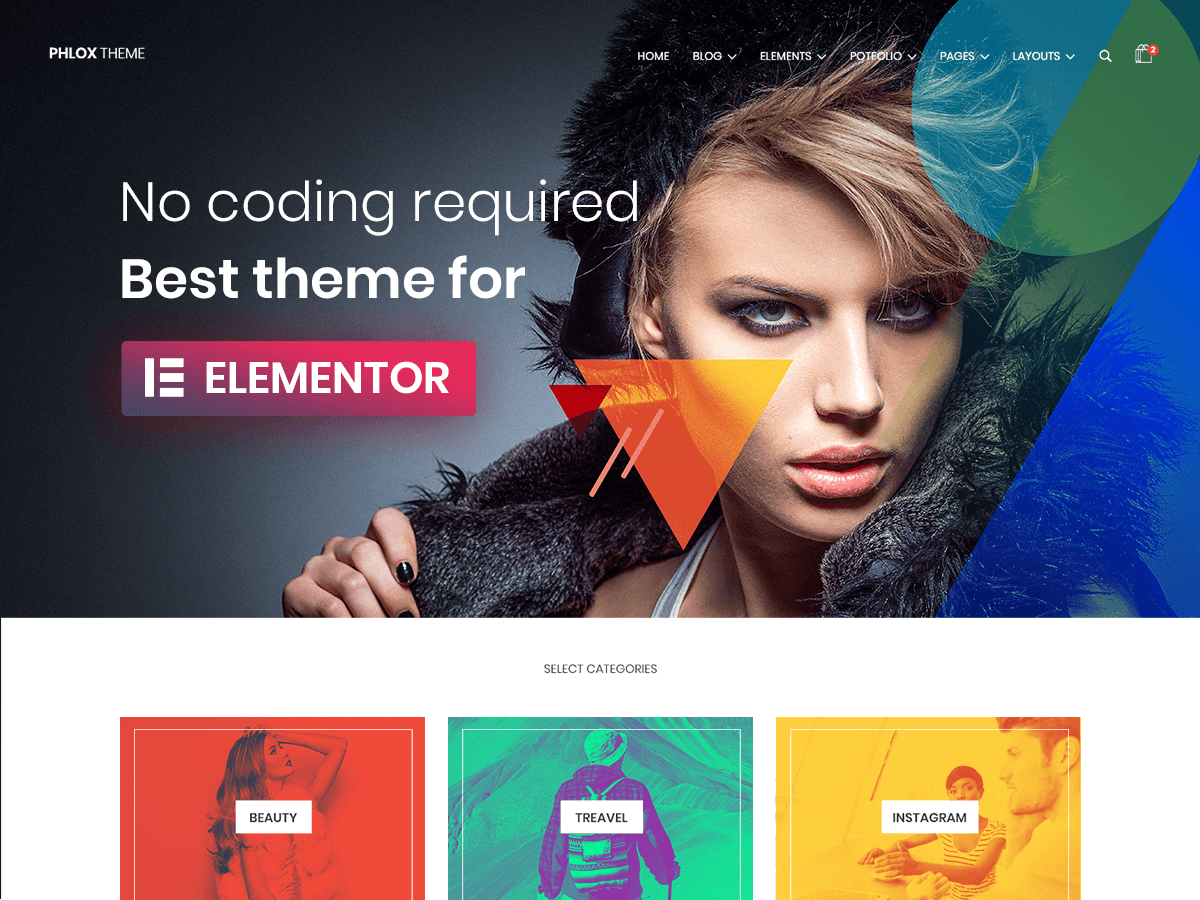 PHLOX THEME
HOME BLOG ELEMENTS POTFOLIO PAGES LAYOUTS 2
No coding required
Best theme for
ELEMENTOR
SELECT CATEGORIES
BEAUTY TREAVEL INSTAGRAM